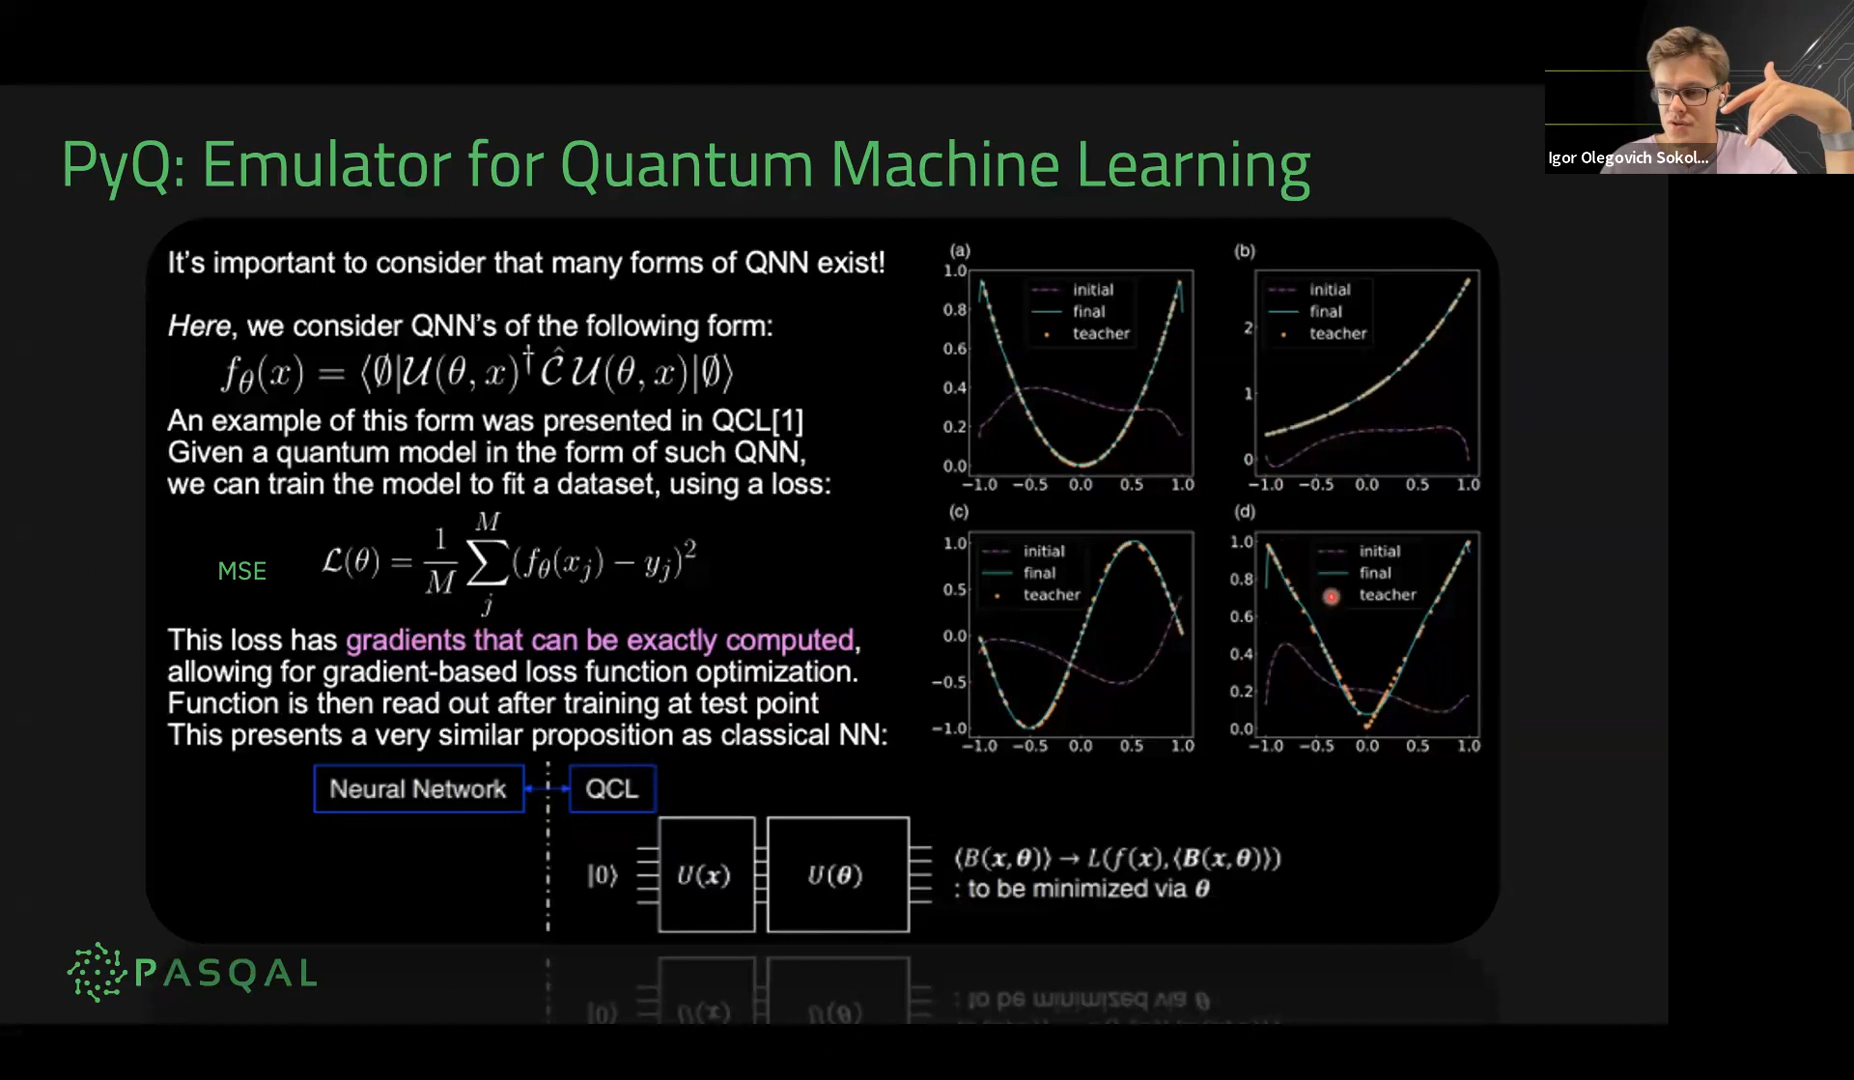 PyQ: Emulator for Quantum Machine Learning
Igor Olegovich Sokol...
It's important to consider that many forms of QNN exist!
Here, we consider QNN's of the following form:
f_θ(x) = ⟨∅|𝒰(θ, x)† Ĉ 𝒰(θ, x)|∅⟩
An example of this form was presented in QCL[1]
Given a quantum model in the form of such QNN,
we can train the model to fit a dataset, using a loss:
MSE
ℒ(θ) = 1/M ∑_j^M (f_θ(x_j) − y_j)²
This loss has gradients that can be exactly computed,
allowing for gradient-based loss function optimization.
Function is then read out after training at test point
This presents a very similar proposition as classical NN:
(a)
initial
final
teacher
1.0
0.8
0.6
0.4
0.2
0.0
−1.0 −0.5 0.0 0.5 1.0
(b)
initial
final
teacher
2
1
0
−1.0 −0.5 0.0 0.5 1.0
(c)
initial
final
teacher
1.0
0.5
0.0
−0.5
−1.0
−1.0 −0.5 0.0 0.5 1.0
(d)
initial
final
teacher
1.0
0.8
0.6
0.4
0.2
0.0
−1.0 −0.5 0.0 0.5 1.0
Neural Network
QCL
|0⟩
U(x)
U(θ)
⟨B(x,θ)⟩ → L(f(x),⟨B(x,θ)⟩)
: to be minimized via θ
PASQAL